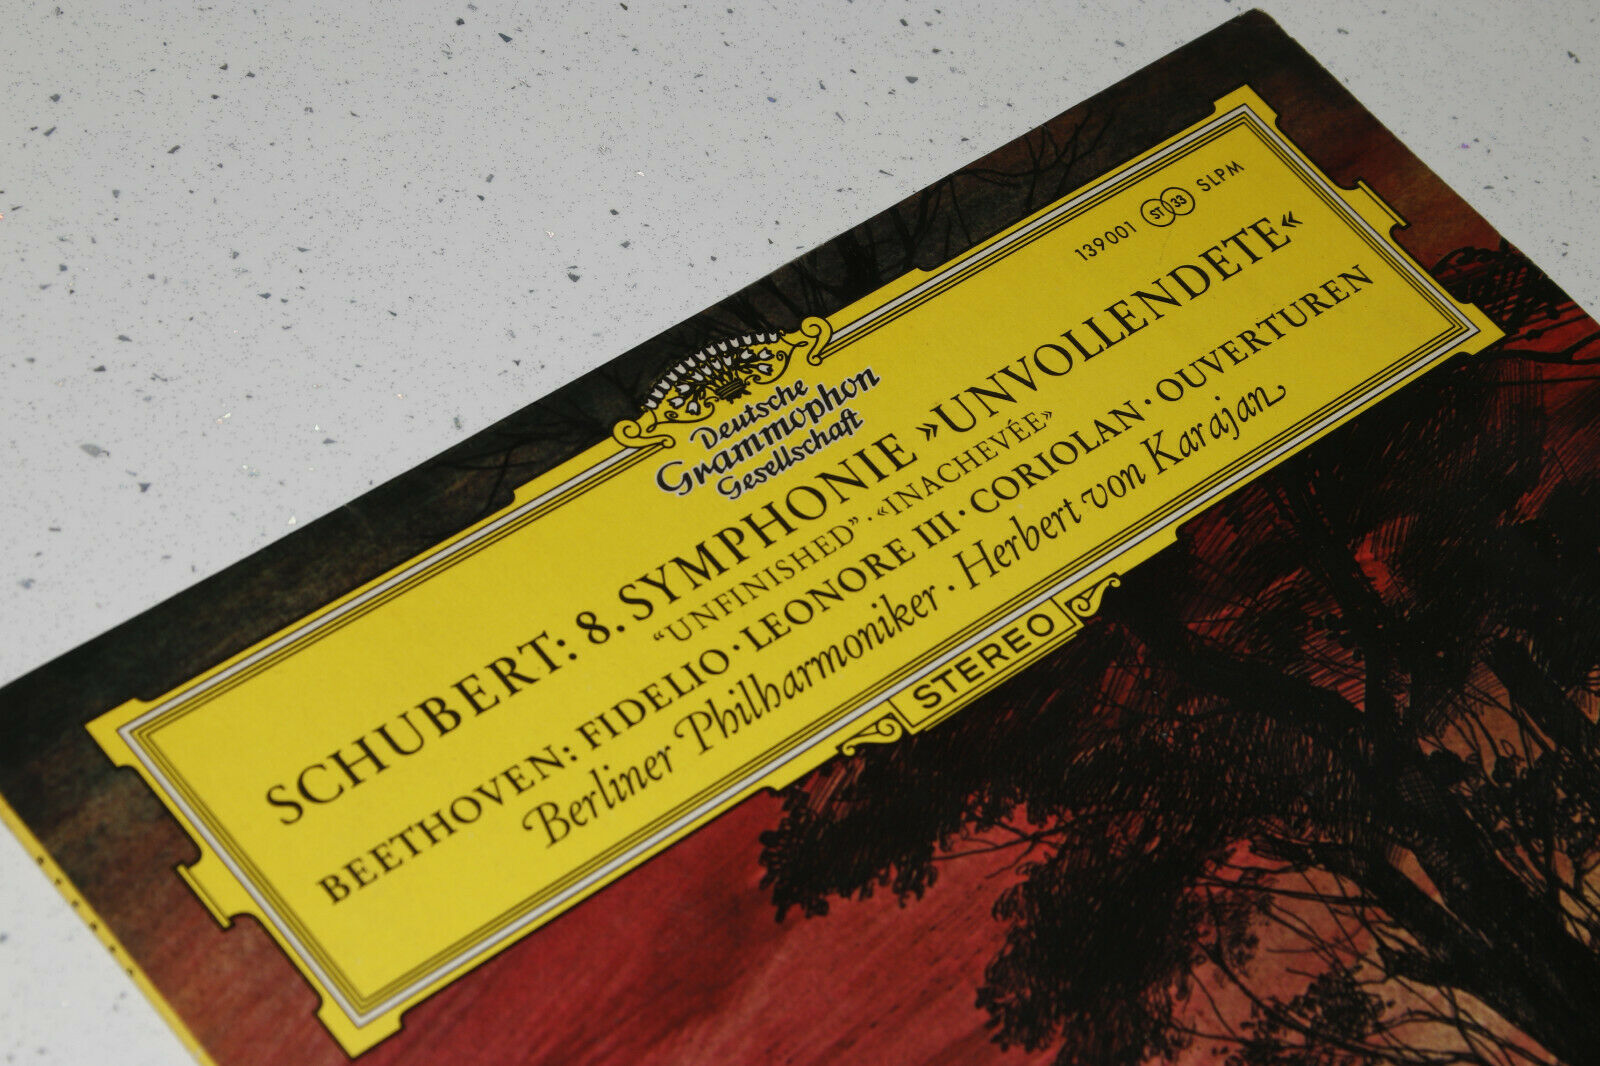 139001 ST 33 SLPM
Deutsche
Grammophon
Gesellschaft
SCHUBERT: 8. SYMPHONIE »UNVOLLENDETE«
“UNFINISHED” · «INACHEVÉE»
BEETHOVEN: FIDELIO · LEONORE III · CORIOLAN · OUVERTUREN
Berliner Philharmoniker · Herbert von Karajan
STEREO